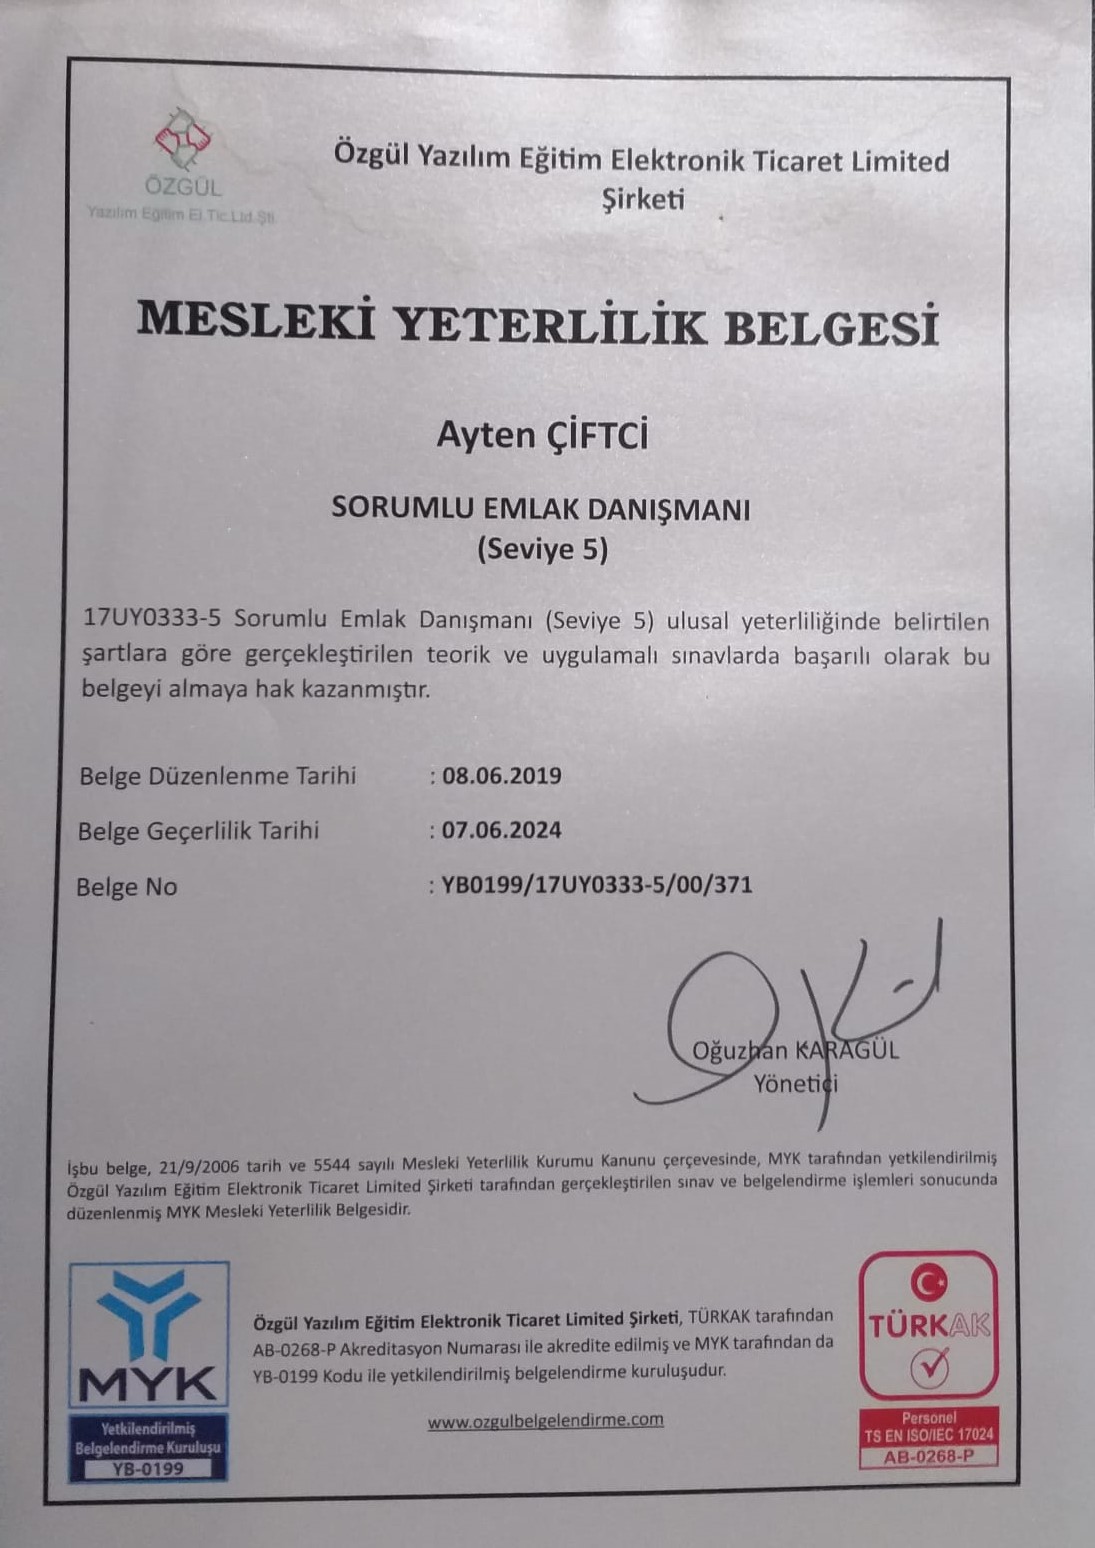 ÖZGÜL
Yazılım Eğitim El.Tic.Ltd.Şti.
Özgül Yazılım Eğitim Elektronik Ticaret Limited
Şirketi
MESLEKİ YETERLİLİK BELGESİ
Ayten ÇİFTCİ
SORUMLU EMLAK DANIŞMANI
(Seviye 5)
17UY0333-5 Sorumlu Emlak Danışmanı (Seviye 5) ulusal yeterliliğinde belirtilen
şartlara göre gerçekleştirilen teorik ve uygulamalı sınavlarda başarılı olarak bu
belgeyi almaya hak kazanmıştır.
Belge Düzenlenme Tarihi : 08.06.2019
Belge Geçerlilik Tarihi : 07.06.2024
Belge No : YB0199/17UY0333-5/00/371
Oğuzhan KARAGÜL
Yönetici
İşbu belge, 21/9/2006 tarih ve 5544 sayılı Mesleki Yeterlilik Kurumu Kanunu çerçevesinde, MYK tarafından yetkilendirilmiş
Özgül Yazılım Eğitim Elektronik Ticaret Limited Şirketi tarafından gerçekleştirilen sınav ve belgelendirme işlemleri sonucunda
düzenlenmiş MYK Mesleki Yeterlilik Belgesidir.
MYK
Yetkilendirilmiş
Belgelendirme Kuruluşu
YB-0199
Özgül Yazılım Eğitim Elektronik Ticaret Limited Şirketi, TÜRKAK tarafından
AB-0268-P Akreditasyon Numarası ile akredite edilmiş ve MYK tarafından da
YB-0199 Kodu ile yetkilendirilmiş belgelendirme kuruluşudur.
www.ozgulbelgelendirme.com
TÜRKAK
Personel
TS EN ISO/IEC 17024
AB-0268-P